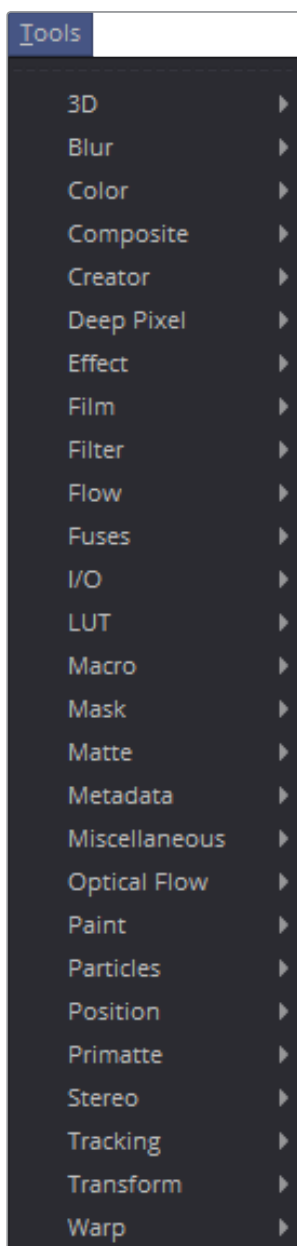 Tools
3D
Blur
Color
Composite
Creator
Deep Pixel
Effect
Film
Filter
Flow
Fuses
I/O
LUT
Macro
Mask
Matte
Metadata
Miscellaneous
Optical Flow
Paint
Particles
Position
Primatte
Stereo
Tracking
Transform
Warp